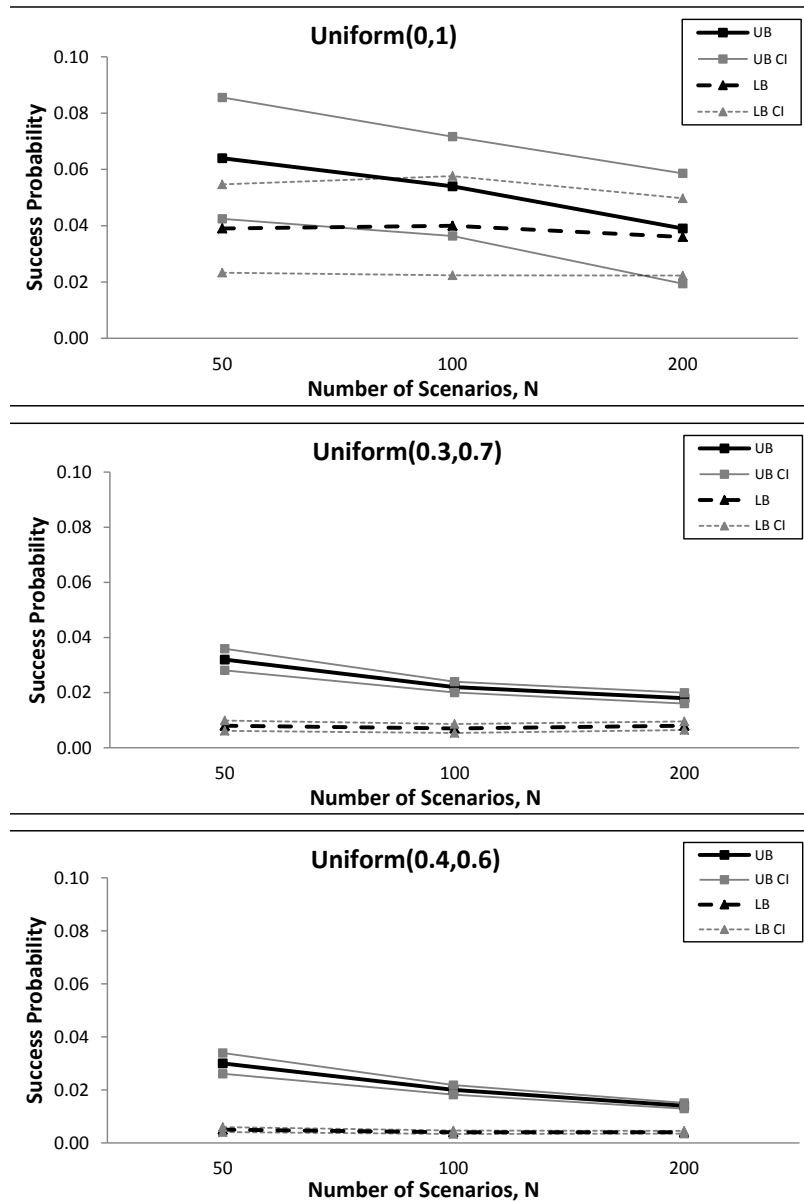 Uniform(0,1)
UB
UB CI
LB
LB CI
Success Probability
0.10
0.08
0.06
0.04
0.02
0.00
50 100 200
Number of Scenarios, N
Uniform(0.3,0.7)
UB
UB CI
LB
LB CI
Success Probability
0.10
0.08
0.06
0.04
0.02
0.00
50 100 200
Number of Scenarios, N
Uniform(0.4,0.6)
UB
UB CI
LB
LB CI
Success Probability
0.10
0.08
0.06
0.04
0.02
0.00
50 100 200
Number of Scenarios, N